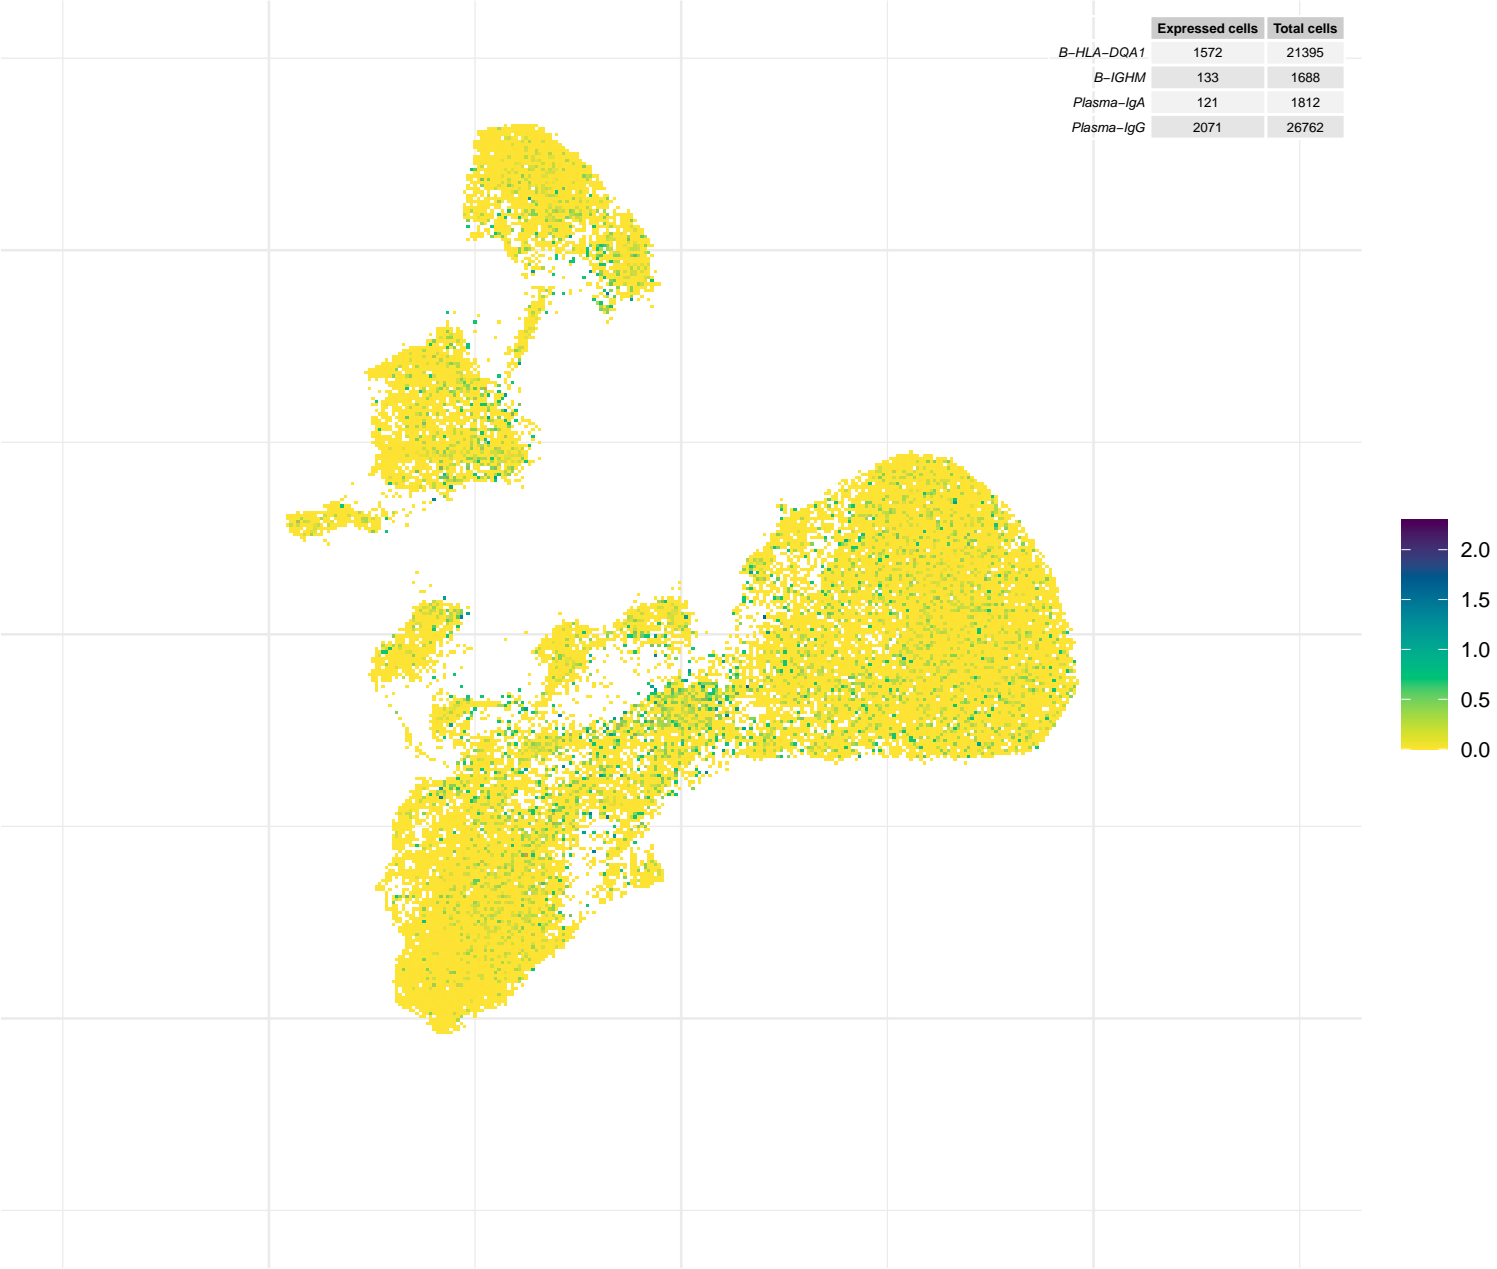 Expressed cells Total cells
B−HLA−DQA1 1572 21395
B−IGHM 133 1688
Plasma−IgA 121 1812
Plasma−IgG 2071 26762
2.0
1.5
1.0
0.5
0.0